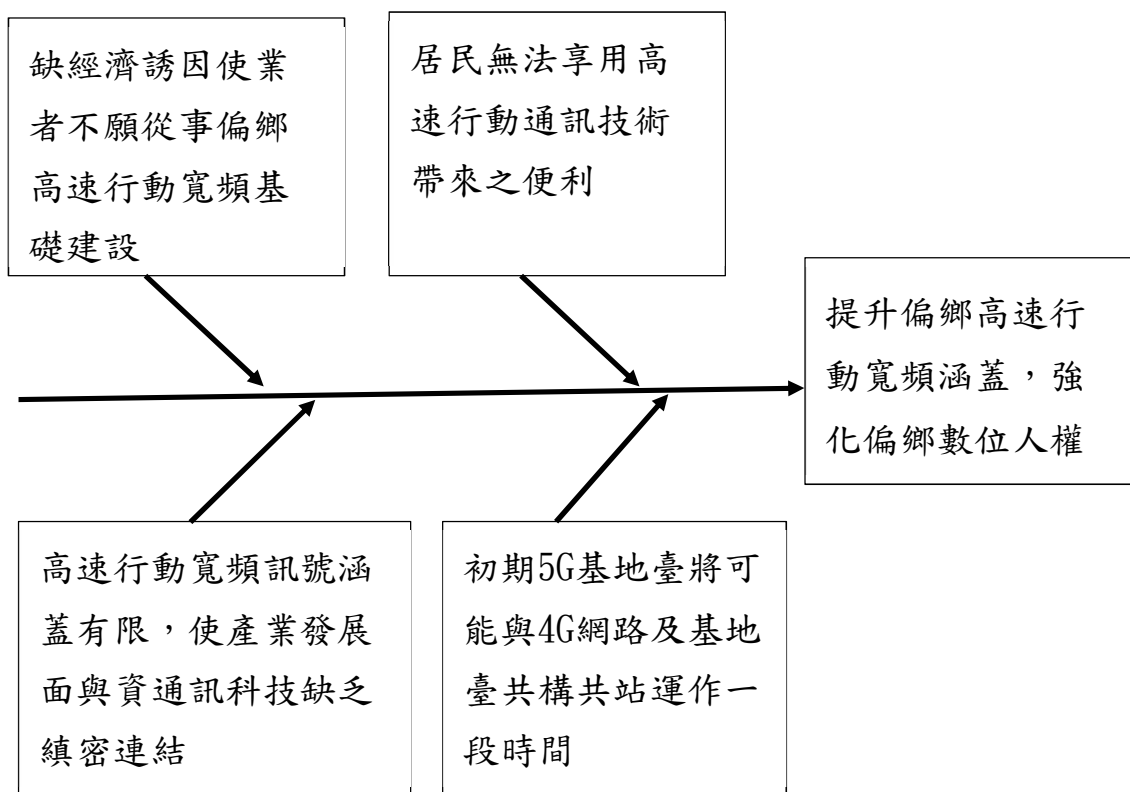 缺經濟誘因使業
者不願從事偏鄉
高速行動寬頻基
礎建設
居民無法享用高
速行動通訊技術
帶來之便利
提升偏鄉高速行
動寬頻涵蓋，強
化偏鄉數位人權
高速行動寬頻訊號涵
蓋有限，使產業發展
面與資通訊科技缺乏
縝密連結
初期5G基地臺將可
能與4G網路及基地
臺共構共站運作一
段時間